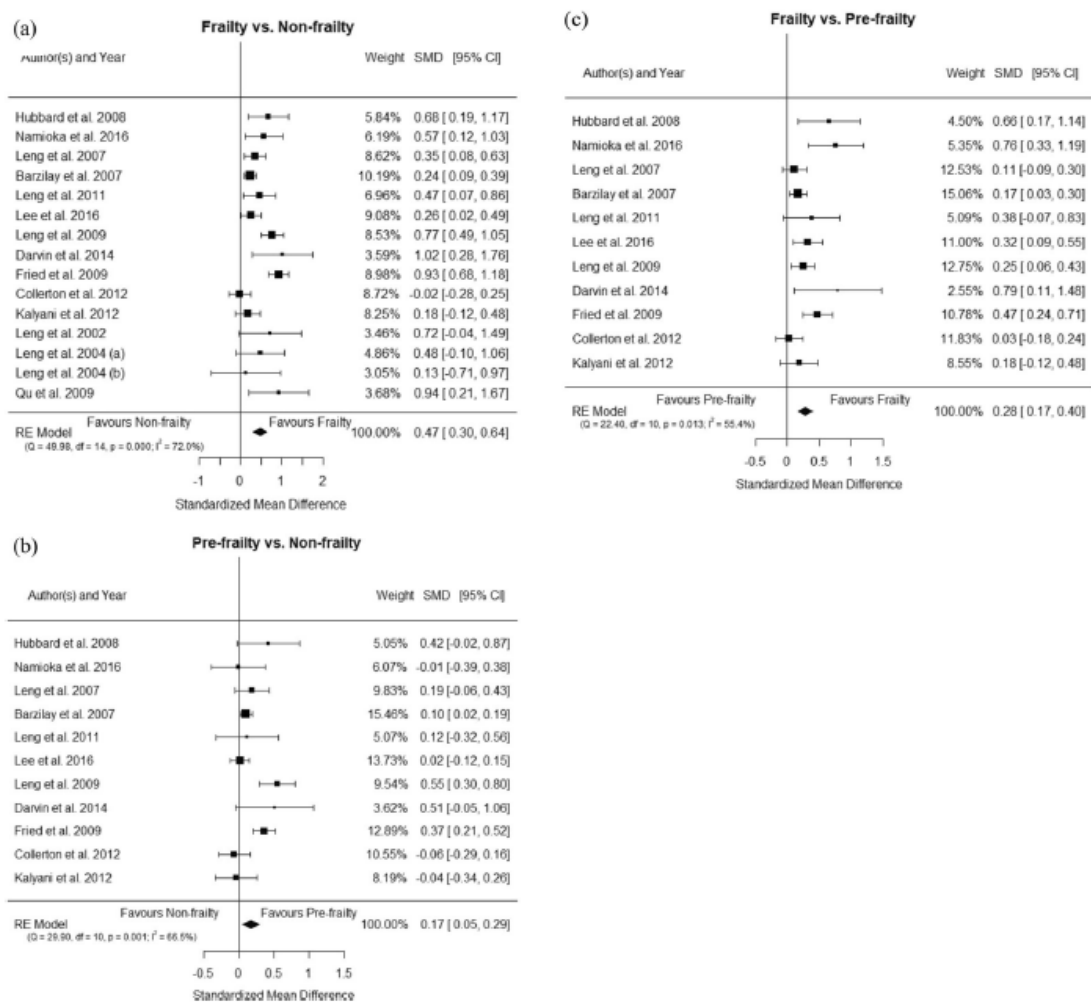 (a)
Frailty vs. Non-frailty
Author(s) and Year Weight SMD [95% CI]
Hubbard et al. 2008 5.84% 0.68 [ 0.19, 1.17]
Namioka et al. 2016 6.19% 0.57 [ 0.12, 1.03]
Leng et al. 2007 8.62% 0.35 [ 0.08, 0.63]
Barzilay et al. 2007 10.19% 0.24 [ 0.09, 0.39]
Leng et al. 2011 6.96% 0.47 [ 0.07, 0.86]
Lee et al. 2016 9.08% 0.26 [ 0.02, 0.49]
Leng et al. 2009 8.53% 0.77 [ 0.49, 1.05]
Darvin et al. 2014 3.59% 1.02 [ 0.28, 1.76]
Fried et al. 2009 8.98% 0.93 [ 0.68, 1.18]
Collerton et al. 2012 8.72% -0.02 [-0.28, 0.25]
Kalyani et al. 2012 8.25% 0.18 [-0.12, 0.48]
Leng et al. 2002 3.46% 0.72 [-0.04, 1.49]
Leng et al. 2004 (a) 4.86% 0.48 [-0.10, 1.06]
Leng et al. 2004 (b) 3.05% 0.13 [-0.71, 0.97]
Qu et al. 2009 3.68% 0.94 [ 0.21, 1.67]
Favours Non-frailty Favours Frailty
RE Model 100.00% 0.47 [ 0.30, 0.64]
(Q = 49.98, df = 14, p = 0.000; I² = 72.0%)
-1 0 1 2
Standardized Mean Difference
(b)
Pre-frailty vs. Non-frailty
Author(s) and Year Weight SMD [95% CI]
Hubbard et al. 2008 5.05% 0.42 [-0.02, 0.87]
Namioka et al. 2016 6.07% -0.01 [-0.39, 0.38]
Leng et al. 2007 9.83% 0.19 [-0.06, 0.43]
Barzilay et al. 2007 15.46% 0.10 [ 0.02, 0.19]
Leng et al. 2011 5.07% 0.12 [-0.32, 0.56]
Lee et al. 2016 13.73% 0.02 [-0.12, 0.15]
Leng et al. 2009 9.54% 0.55 [ 0.30, 0.80]
Darvin et al. 2014 3.62% 0.51 [-0.05, 1.06]
Fried et al. 2009 12.89% 0.37 [ 0.21, 0.52]
Collerton et al. 2012 10.55% -0.06 [-0.29, 0.16]
Kalyani et al. 2012 8.19% -0.04 [-0.34, 0.26]
Favours Non-frailty Favours Pre-frailty
RE Model 100.00% 0.17 [ 0.05, 0.29]
(Q = 29.90, df = 10, p = 0.001; I² = 66.5%)
-0.5 0 0.5 1 1.5
Standardized Mean Difference
(c)
Frailty vs. Pre-frailty
Author(s) and Year Weight SMD [95% CI]
Hubbard et al. 2008 4.50% 0.66 [ 0.17, 1.14]
Namioka et al. 2016 5.35% 0.76 [ 0.33, 1.19]
Leng et al. 2007 12.53% 0.11 [-0.09, 0.30]
Barzilay et al. 2007 15.06% 0.17 [ 0.03, 0.30]
Leng et al. 2011 5.09% 0.38 [-0.07, 0.83]
Lee et al. 2016 11.00% 0.32 [ 0.09, 0.55]
Leng et al. 2009 12.75% 0.25 [ 0.06, 0.43]
Darvin et al. 2014 2.55% 0.79 [ 0.11, 1.48]
Fried et al. 2009 10.78% 0.47 [ 0.24, 0.71]
Collerton et al. 2012 11.83% 0.03 [-0.18, 0.24]
Kalyani et al. 2012 8.55% 0.18 [-0.12, 0.48]
Favours Pre-frailty Favours Frailty
RE Model 100.00% 0.28 [ 0.17, 0.40]
(Q = 22.40, df = 10, p = 0.013; I² = 55.4%)
-0.5 0 0.5 1 1.5
Standardized Mean Difference